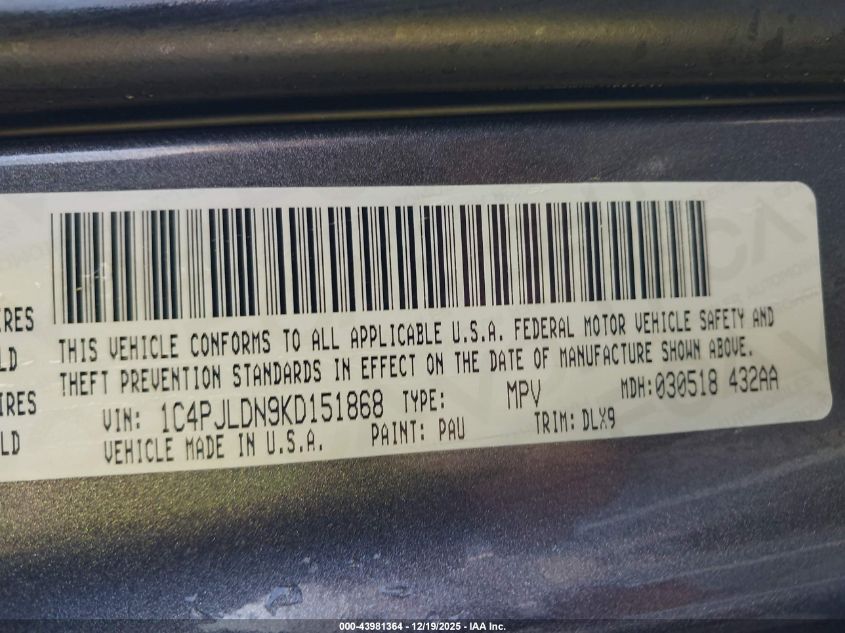 IRES
LD
IRES
LD
THIS VEHICLE CONFORMS TO ALL APPLICABLE U.S.A. FEDERAL MOTOR VEHICLE SAFETY AND
THEFT PREVENTION STANDARDS IN EFFECT ON THE DATE OF MANUFACTURE SHOWN ABOVE.
VIN: 1C4PJLDN9KD151868 TYPE: MPV MDH:030518 432AA
VEHICLE MADE IN U.S.A. PAINT: PAU TRIM: DLX9
000-43981364 - 12/19/2025 - IAA Inc.